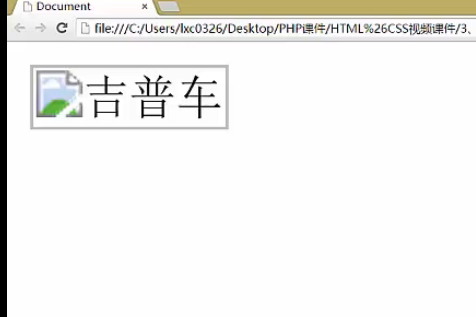 Document
file:///C:/Users/lxc0326/Desktop/PHP课件/HTML%26CSS视频课件/3、
吉普车